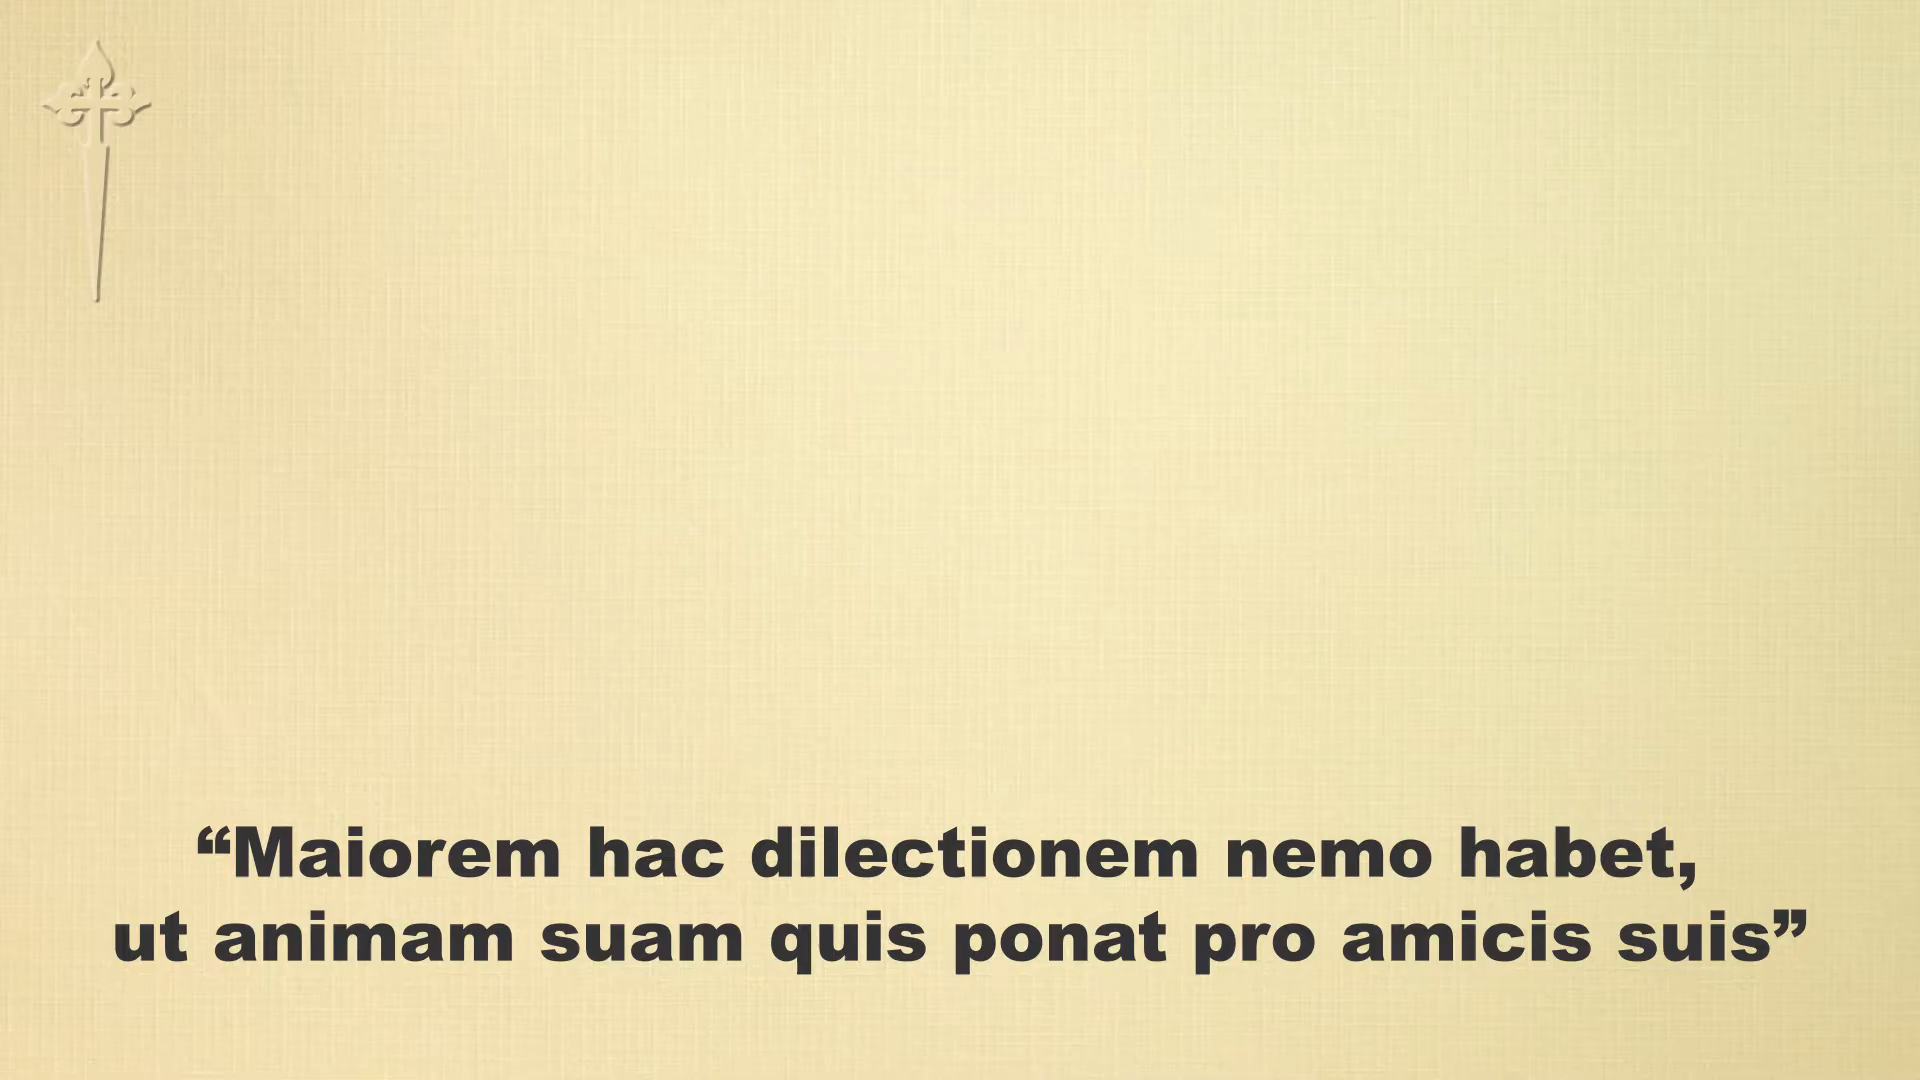 “Maiorem hac dilectionem nemo habet,
ut animam suam quis ponat pro amicis suis”